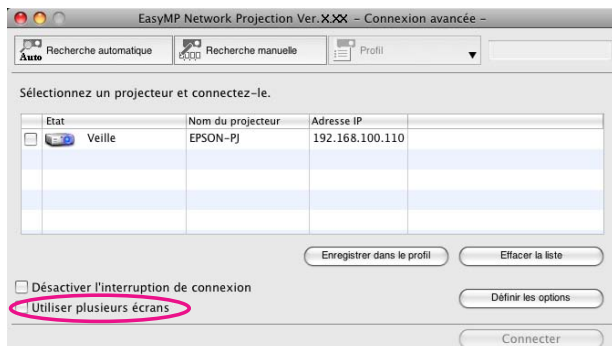 EasyMP Network Projection Ver.X.XX – Connexion avancée –
Auto Recherche automatique Recherche manuelle Profil
Sélectionnez un projecteur et connectez-le.
Etat Nom du projecteur Adresse IP
Veille EPSON-PJ 192.168.100.110
Enregistrer dans le profil Effacer la liste
Désactiver l'interruption de connexion
Définir les options
Utiliser plusieurs écrans
Connecter